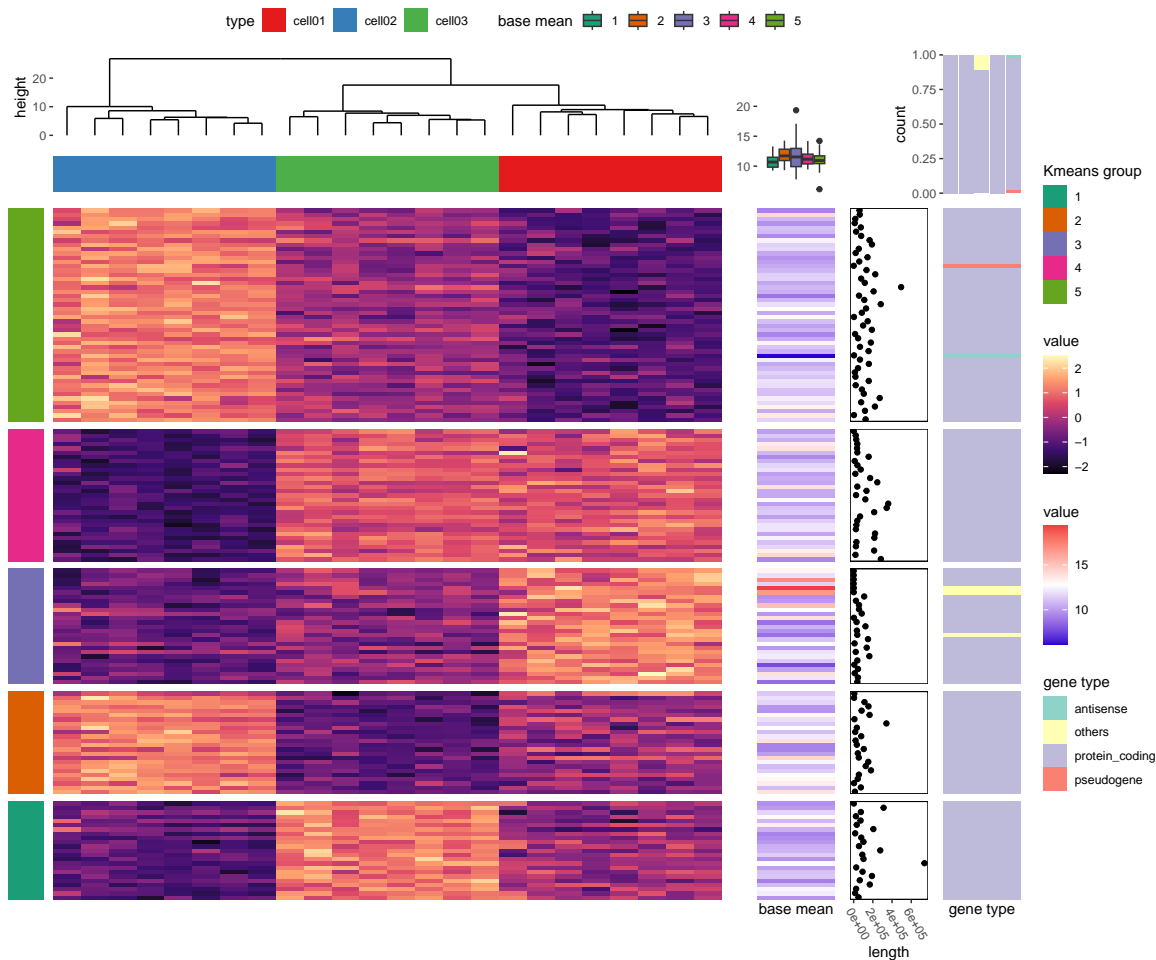 type cell01 cell02 cell03 base mean 1 2 3 4 5
height
20
10
0
20
15
10
count
1.00
0.75
0.50
0.25
0.00
Kmeans group
1
2
3
4
5
value
2
1
0
−1
−2
value
15
10
gene type
antisense
others
protein_coding
pseudogene
base mean
0e+00
2e+05
4e+05
6e+05
length
gene type